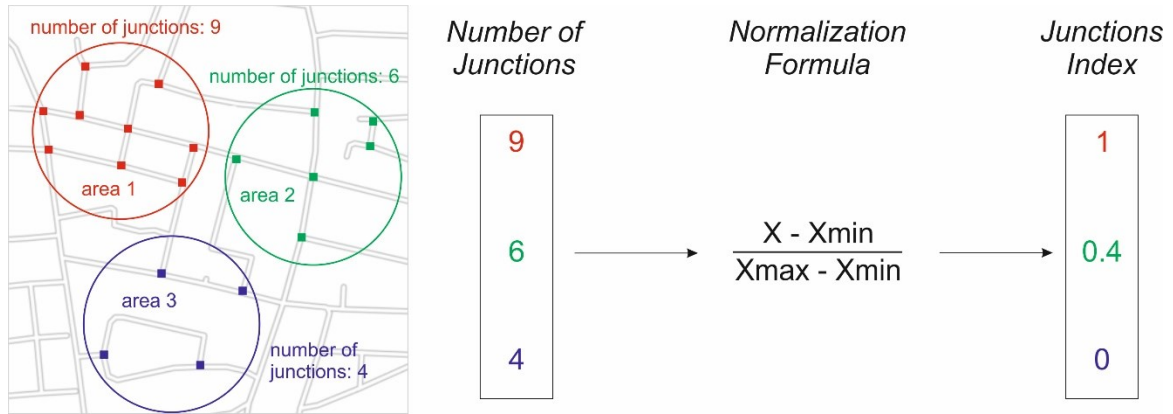 number of junctions: 9
number of junctions: 6
area 1
area 2
area 3
number of
junctions: 4
Number of
Junctions
9
6
4
Normalization
Formula
X - Xmin
Xmax - Xmin
Junctions
Index
1
0.4
0